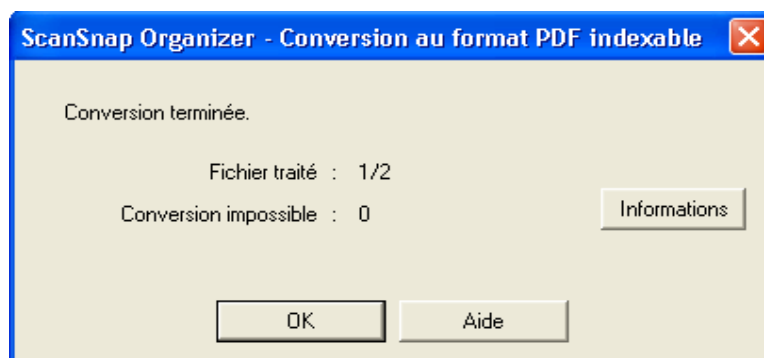 ScanSnap Organizer - Conversion au format PDF indexable
Conversion terminée.
Fichier traité : 1/2
Conversion impossible : 0
Informations
OK Aide